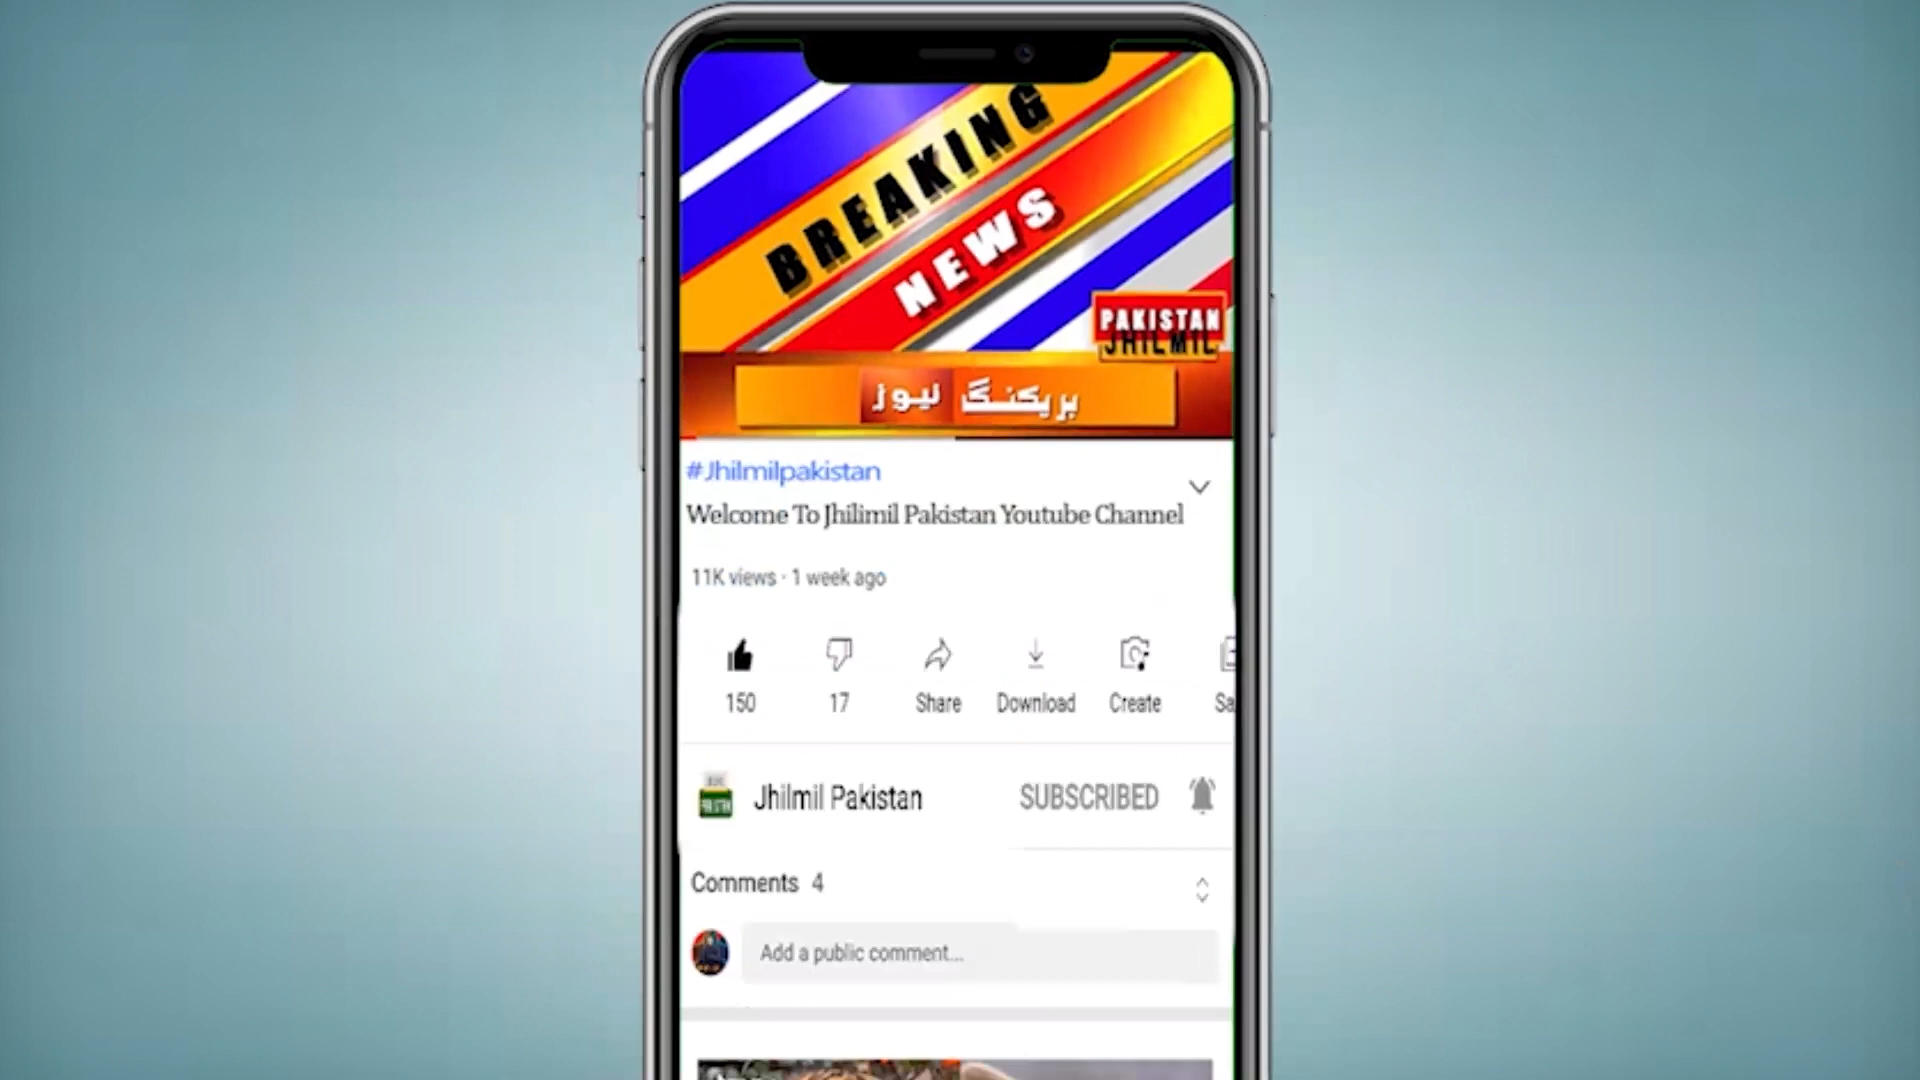 BREAKING
NEWS
PAKISTAN
JHILMIL
بریکنگ نیوز
#Jhilmilpakistan
Welcome To Jhilimil Pakistan Youtube Channel
11K views · 1 week ago
150
17
Share
Download
Create
Sa
Jhilmil Pakistan
SUBSCRIBED
Comments 4
Add a public comment...